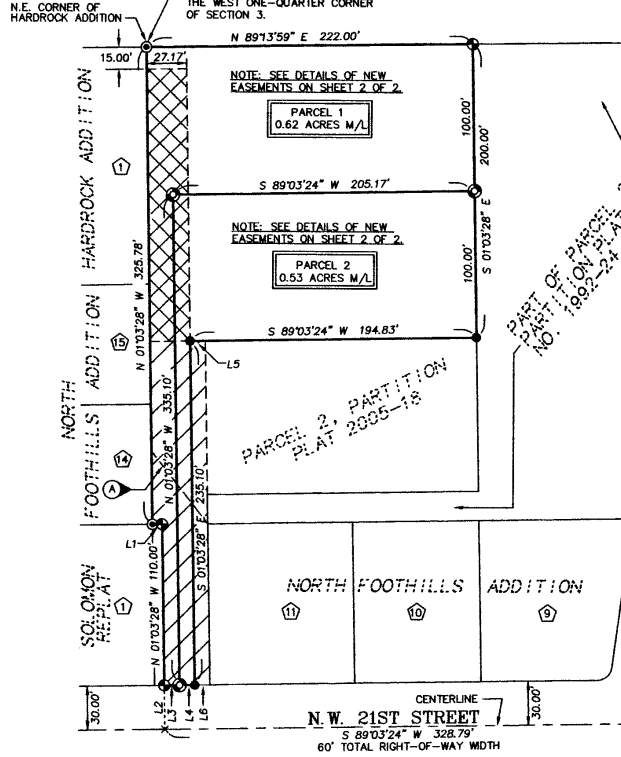 N.E. CORNER OF
HARDROCK ADDITION
THE WEST ONE-QUARTER CORNER
OF SECTION 3.
N 89°13'59" E 222.00'
15.00'
27.17'
NOTE: SEE DETAILS OF NEW
EASEMENTS ON SHEET 2 OF 2.
PARCEL 1
0.62 ACRES M/L
100.00'
200.00'
S 01°03'28" E
HARDROCK ADDITION
1
N 01°03'28" W 325.78'
S 89°03'24" W 205.17'
NOTE: SEE DETAILS OF NEW
EASEMENTS ON SHEET 2 OF 2.
PARCEL 2
0.53 ACRES M/L
100.00'
PART OF PARCEL
PARTITION PLAT
NO. 1992-24
S 89°03'24" W 194.83'
15
L5
NORTH
FOOTHILLS ADDITION
N 01°03'28" W 335.10'
PARCEL 2, PARTITION
PLAT 2005-18
14
A
S 01°03'28" E 235.10'
L1
SOLOMON
REPLAT
1
N 01°03'28" W 110.00'
NORTH FOOTHILLS ADDITION
11
10
9
30.00'
L2
L3
L4
L6
CENTERLINE
30.00'
N.W. 21ST STREET
S 89°03'24" W 328.79'
60' TOTAL RIGHT-OF-WAY WIDTH